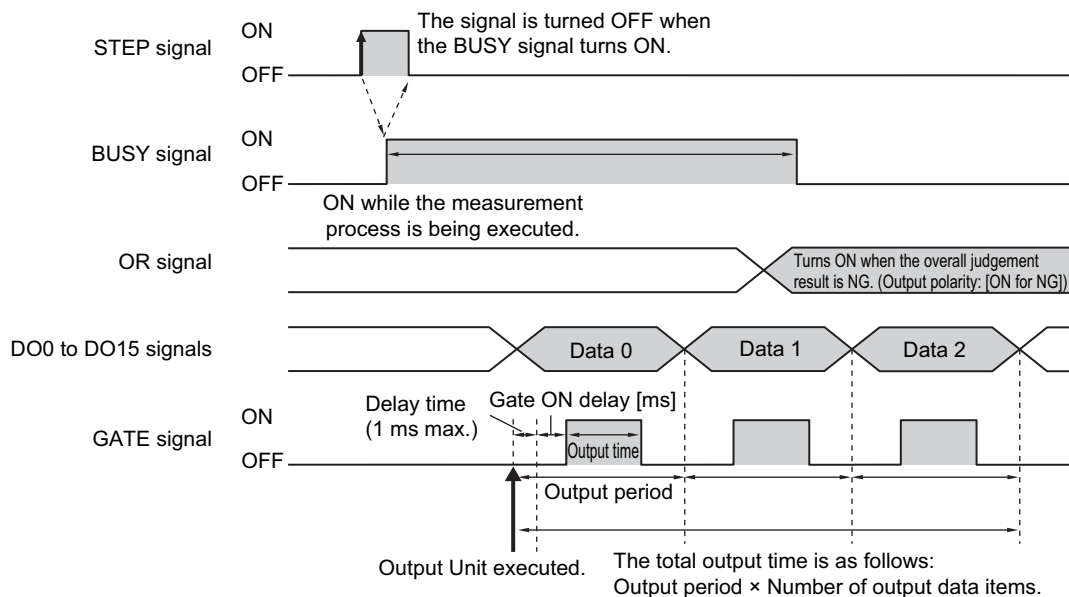 ON
The signal is turned OFF when
the BUSY signal turns ON.
STEP signal
OFF
ON
BUSY signal
OFF
ON while the measurement
process is being executed.
OR signal
Turns ON when the overall judgement
result is NG. (Output polarity: [ON for NG])
DO0 to DO15 signals
Data 0
Data 1
Data 2
ON
Delay time
(1 ms max.)
Gate ON delay [ms]
GATE signal
Output time
OFF
Output period
Output Unit executed.
The total output time is as follows:
Output period × Number of output data items.